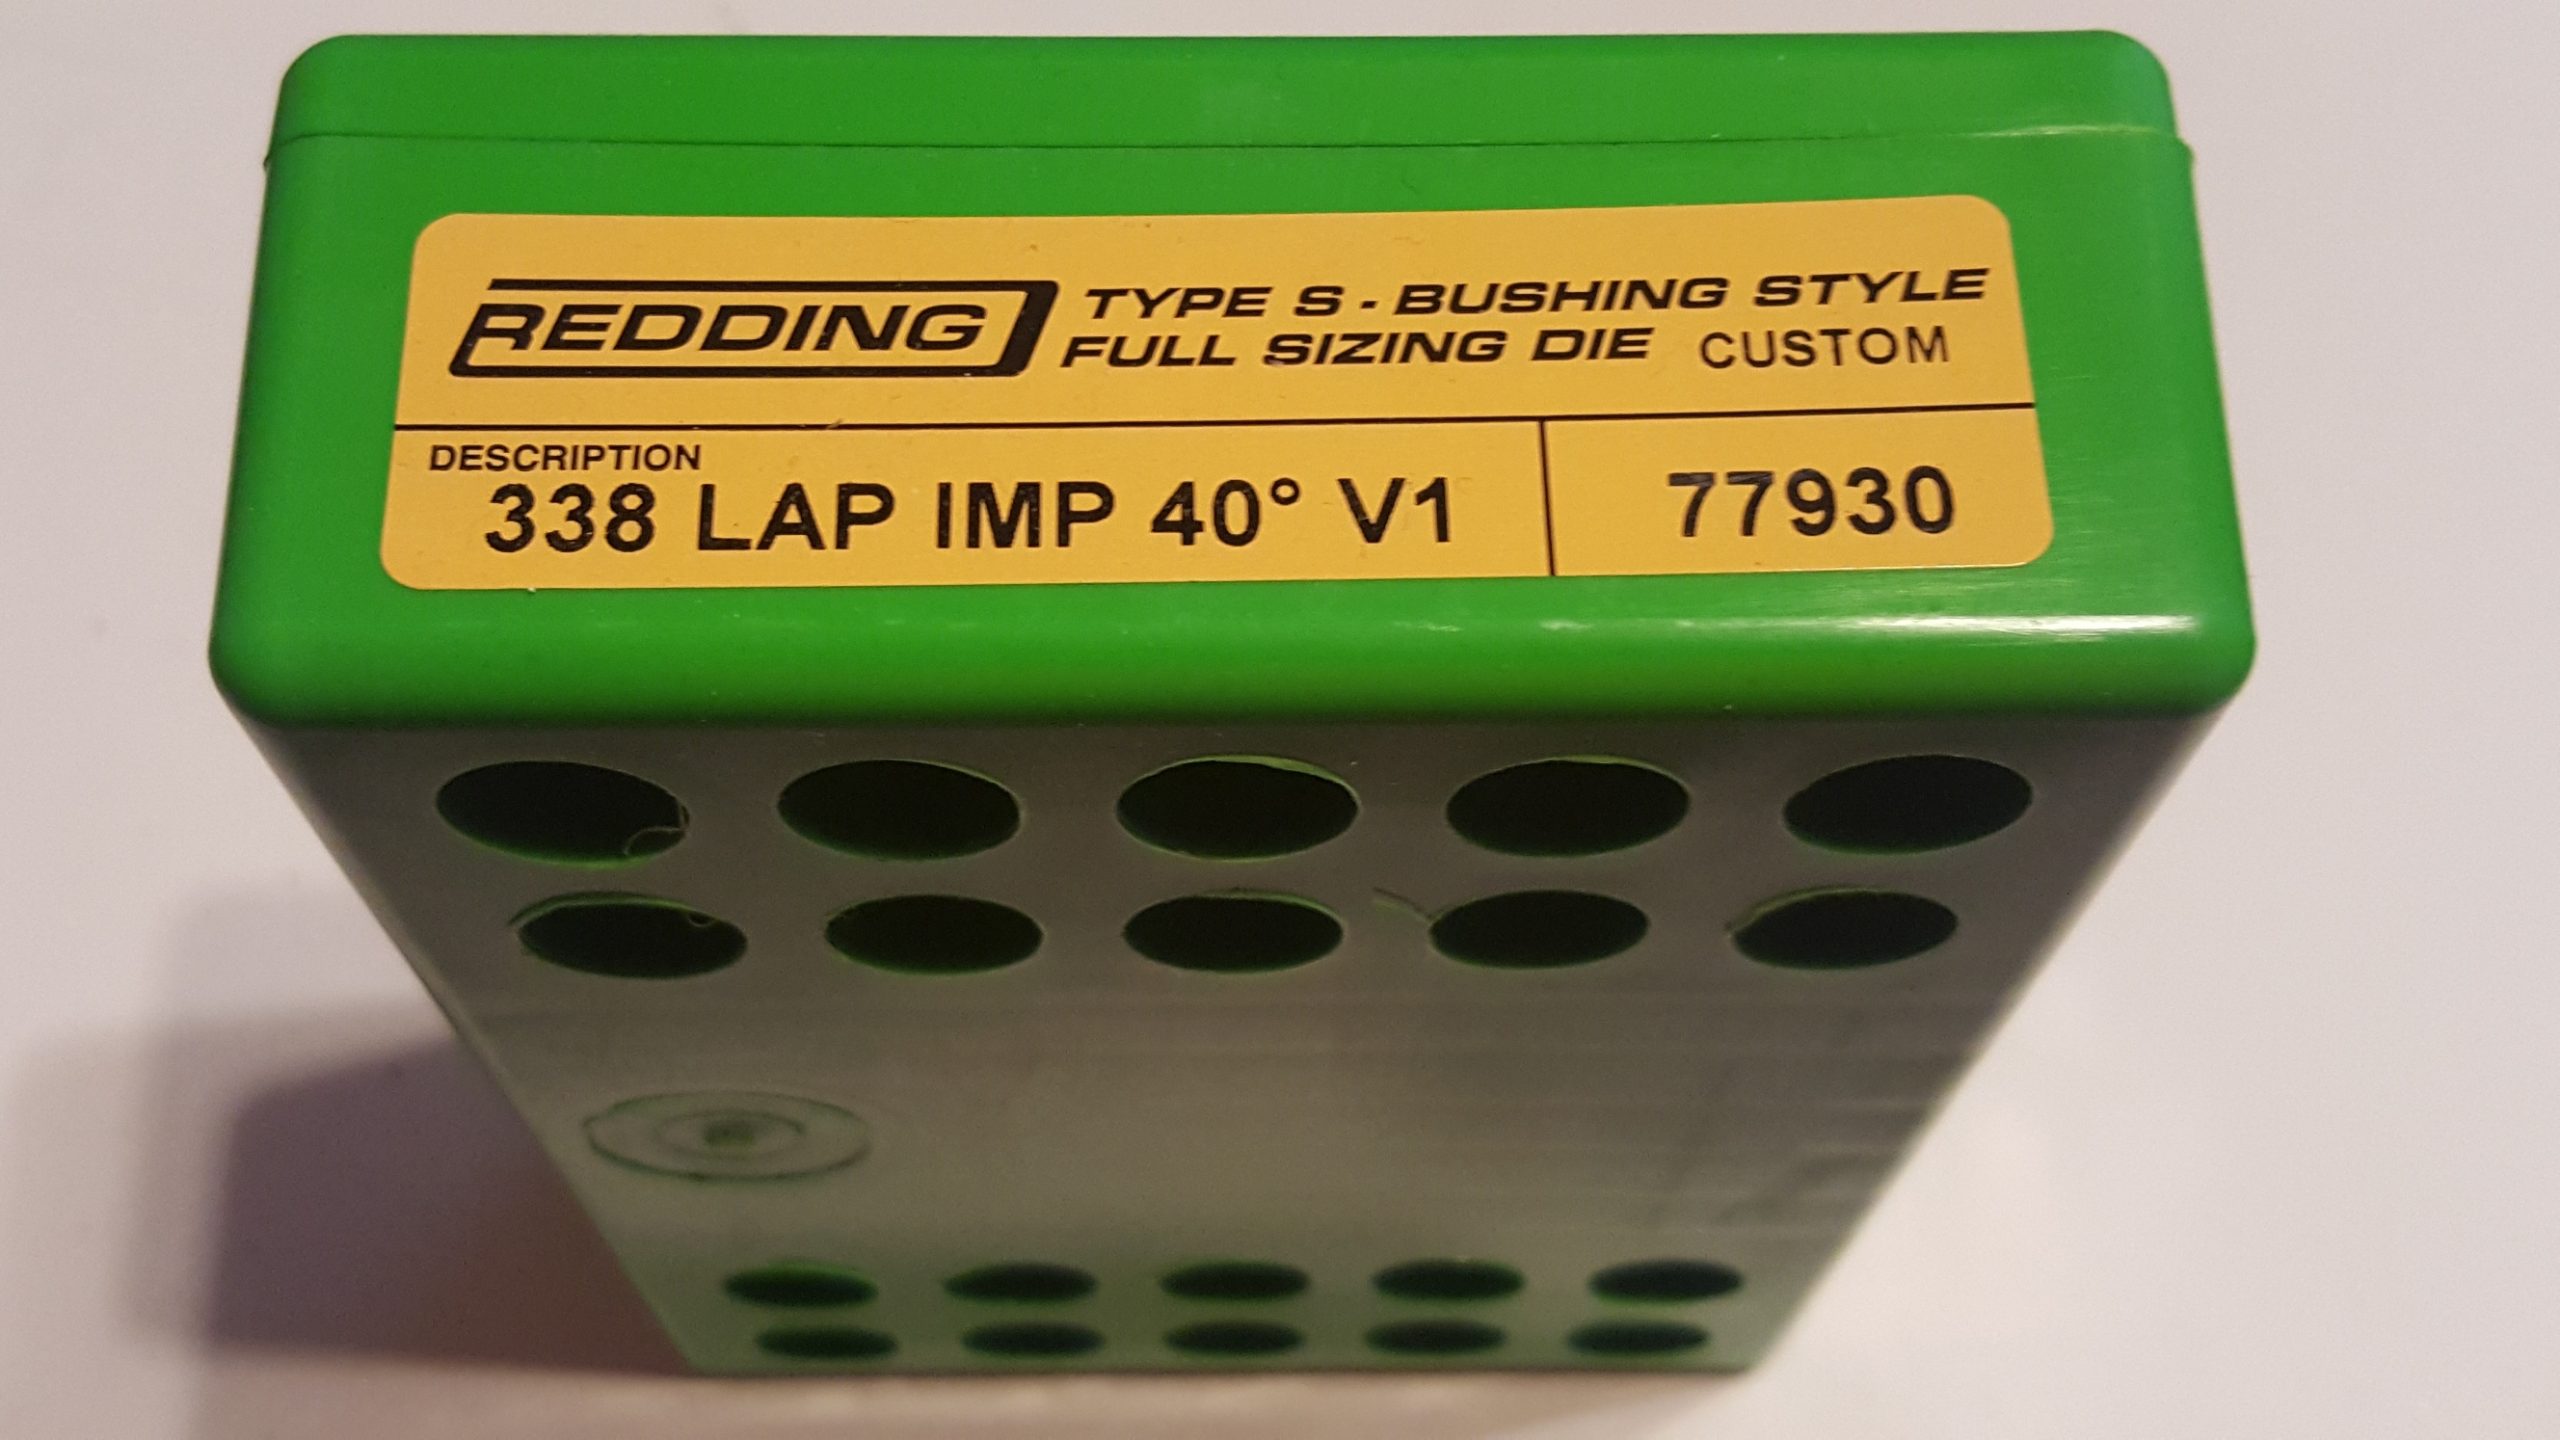 REDDING
TYPE S - BUSHING STYLE
FULL SIZING DIE CUSTOM
DESCRIPTION
338 LAP IMP 40° V1
77930